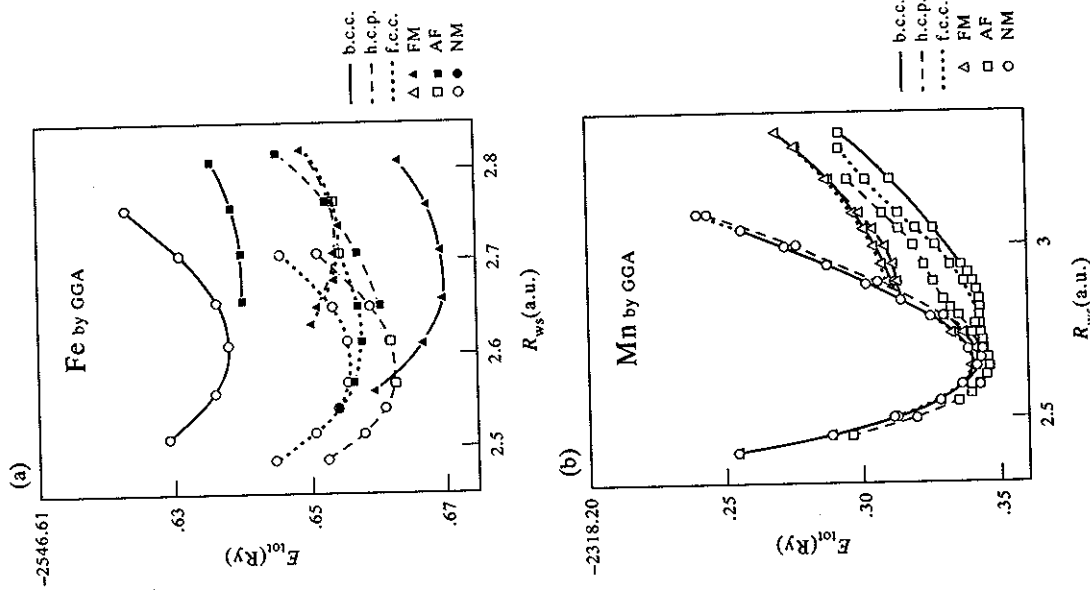 (a)
Fe by GGA
−2546.61
.63
.65
.67
E_tot(Ry)
2.5
2.6
2.7
2.8
R_ws(a.u.)
b.c.c.
h.c.p.
f.c.c.
FM
AF
NM
(b)
Mn by GGA
−2318.20
.25
.30
.35
E_tot(Ry)
2.5
3
R_ws(a.u.)
b.c.c.
h.c.p.
f.c.c.
FM
AF
NM